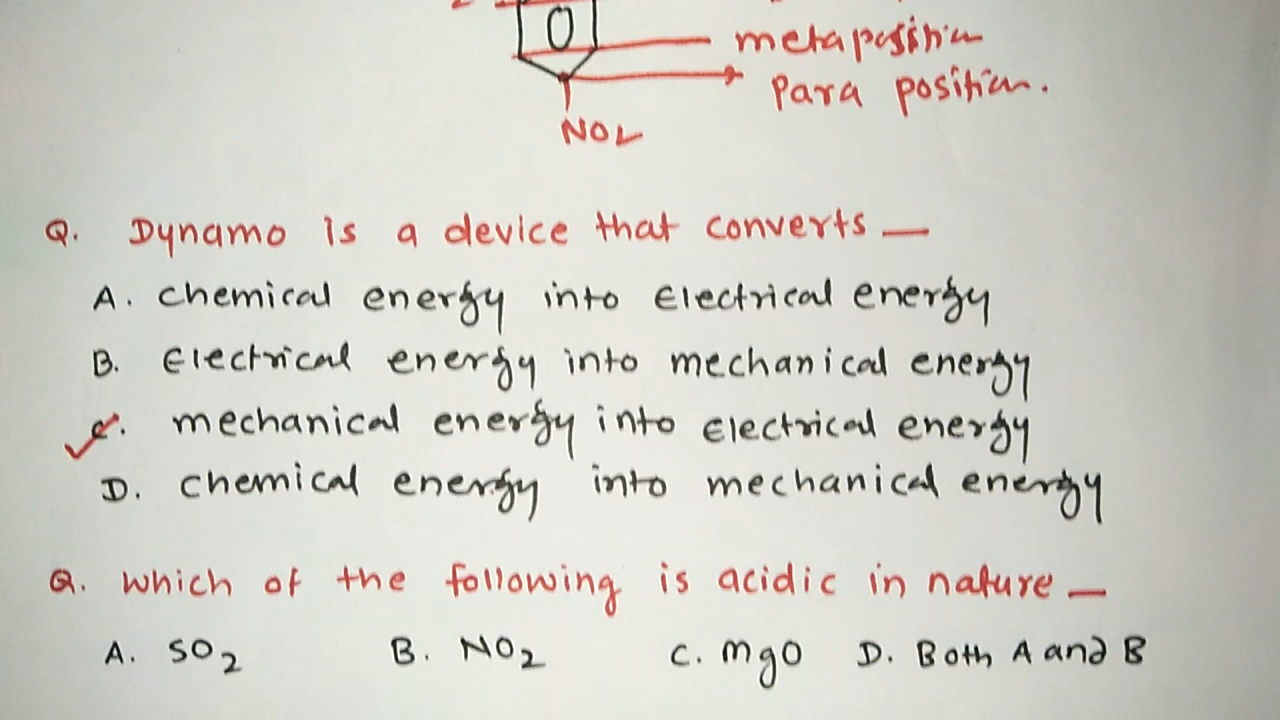 O
meta position
Para position.
NO2
Q. Dynamo is a device that converts —
A. chemical energy into Electrical energy
B. Electrical energy into mechanical energy
C. mechanical energy into Electrical energy
D. chemical energy into mechanical energy
Q. which of the following is acidic in nature —
A. SO2 B. NO2 C. mgO D. Both A and B